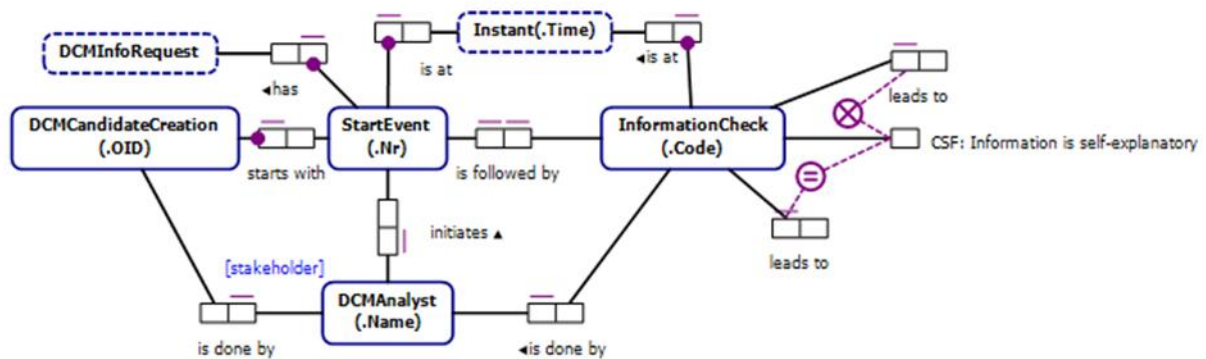 DCMInfoRequest
Instant(.Time)
is at
◄is at
◄has
leads to
DCMCandidateCreation
(.OID)
StartEvent
(.Nr)
InformationCheck
(.Code)
CSF: Information is self-explanatory
starts with
is followed by
initiates ▲
leads to
[stakeholder]
DCMAnalyst
(.Name)
is done by
◄is done by